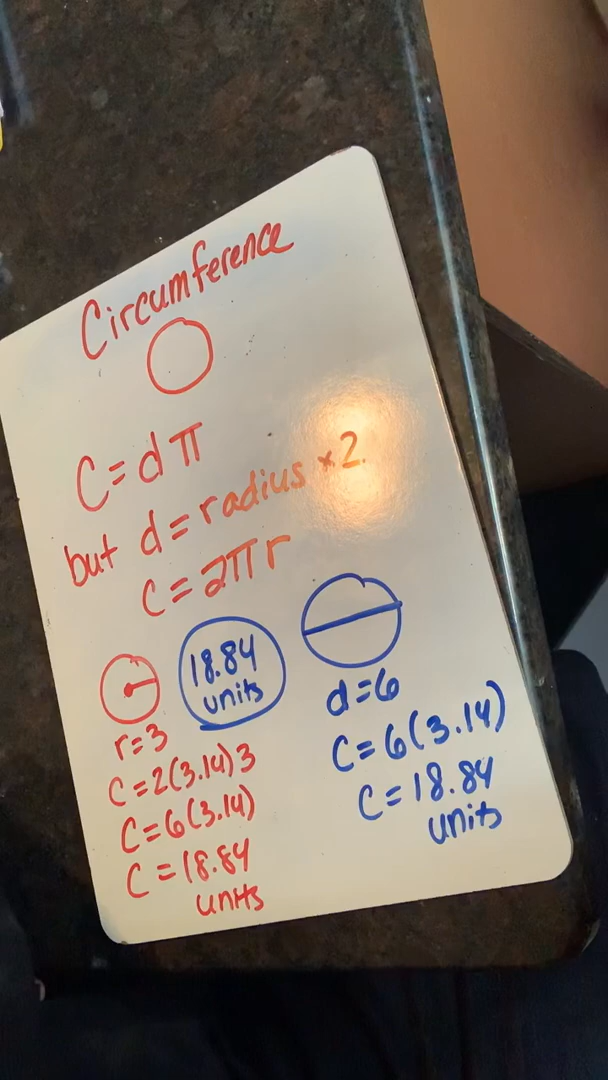 Circumference
C=dπ
but d=radius×2
C=2πr
18.84
units
r=3
C=2(3.14)3
C=6(3.14)
C=18.84
units
d=6
C=6(3.14)
C=18.84
units